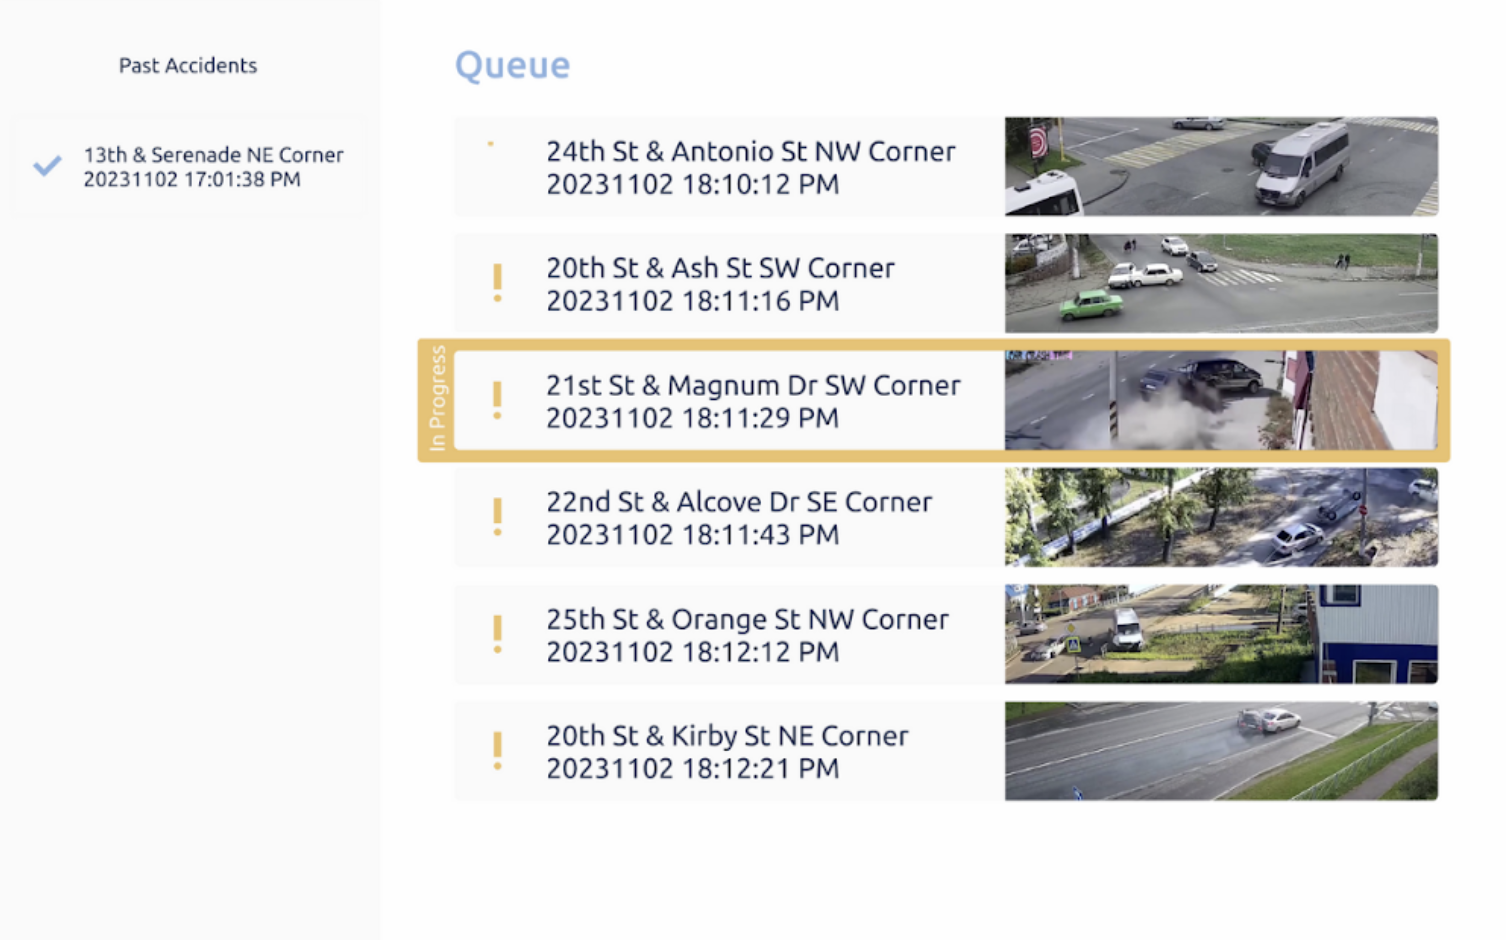 Past Accidents
13th & Serenade NE Corner
20231102 17:01:38 PM
Queue
24th St & Antonio St NW Corner
20231102 18:10:12 PM
!
20th St & Ash St SW Corner
20231102 18:11:16 PM
In Progress
!
21st St & Magnum Dr SW Corner
20231102 18:11:29 PM
!
22nd St & Alcove Dr SE Corner
20231102 18:11:43 PM
!
25th St & Orange St NW Corner
20231102 18:12:12 PM
!
20th St & Kirby St NE Corner
20231102 18:12:21 PM